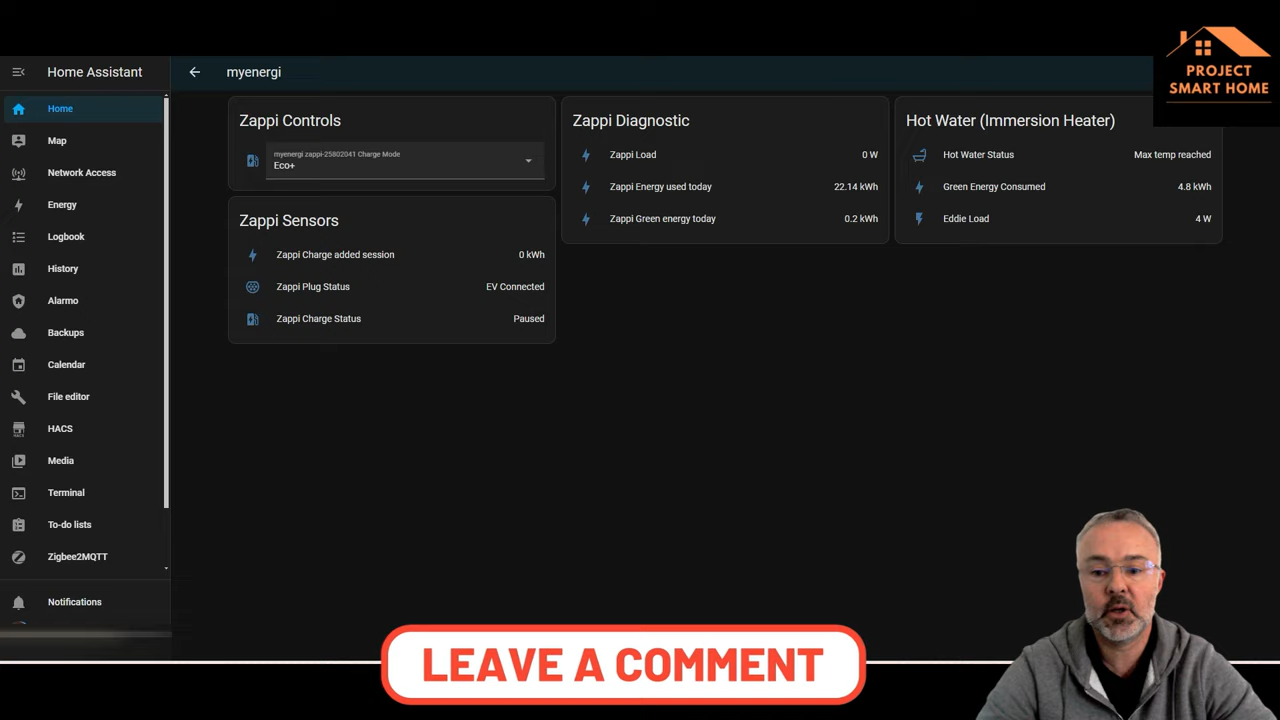 PROJECT
SMART HOME
Home Assistant
myenergi
Home
Map
Network Access
Energy
Logbook
History
Alarmo
Backups
Calendar
File editor
HACS
HACS
Media
Terminal
To-do lists
Zigbee2MQTT
Notifications
Zappi Controls
myenergi zappi-25802041 Charge Mode
Eco+
Zappi Sensors
Zappi Charge added session 0 kWh
Zappi Plug Status EV Connected
Zappi Charge Status Paused
Zappi Diagnostic
Zappi Load 0 W
Zappi Energy used today 22.14 kWh
Zappi Green energy today 0.2 kWh
Hot Water (Immersion Heater)
Hot Water Status Max temp reached
Green Energy Consumed 4.8 kWh
Eddie Load 4 W
LEAVE A COMMENT